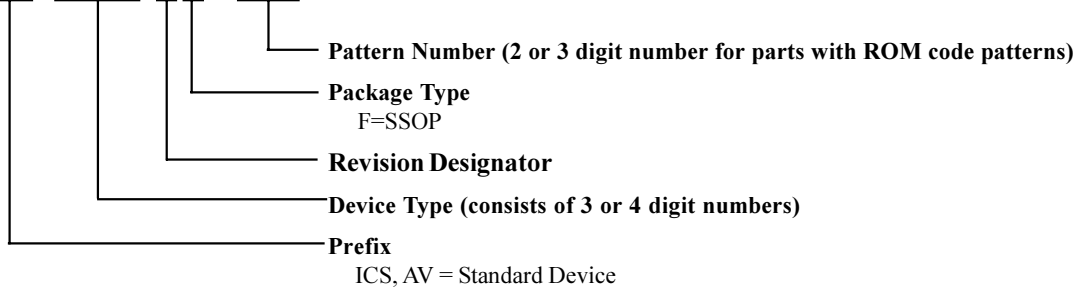 Pattern Number (2 or 3 digit number for parts with ROM code patterns)
Package Type
F=SSOP
Revision Designator
Device Type (consists of 3 or 4 digit numbers)
Prefix
ICS, AV = Standard Device